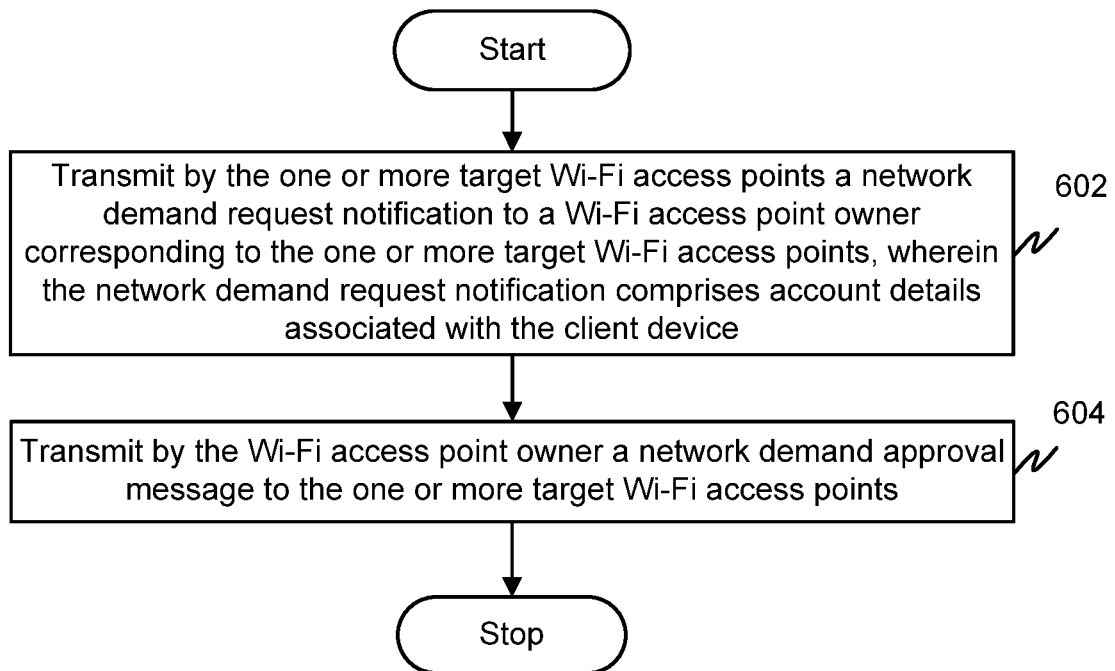 Start
Transmit by the one or more target Wi-Fi access points a network
demand request notification to a Wi-Fi access point owner
corresponding to the one or more target Wi-Fi access points, wherein
the network demand request notification comprises account details
associated with the client device
602
Transmit by the Wi-Fi access point owner a network demand approval
message to the one or more target Wi-Fi access points
604
Stop